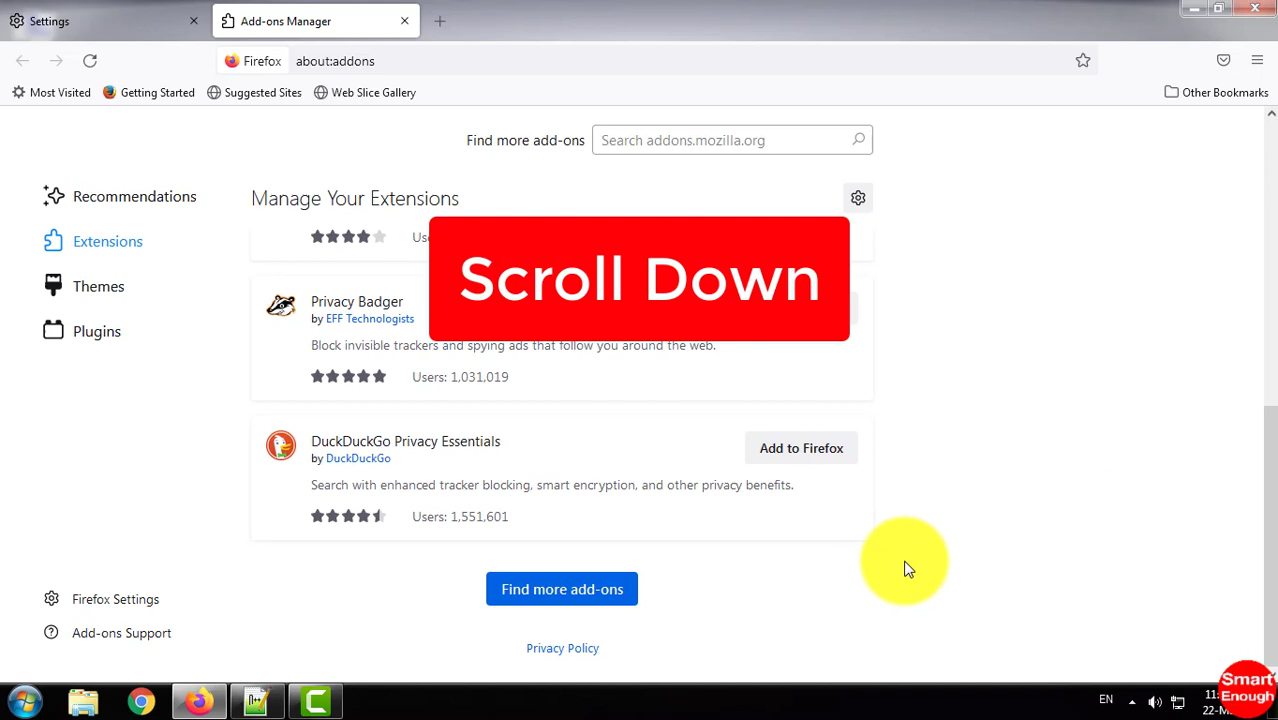 Settings
Add-ons Manager
Firefox
about:addons
Most Visited
Getting Started
Suggested Sites
Web Slice Gallery
Other Bookmarks
Find more add-ons
Search addons.mozilla.org
Recommendations
Manage Your Extensions
Extensions
Scroll Down
Themes
Privacy Badger
by EFF Technologists
Plugins
Block invisible trackers and spying ads that follow you around the web.
Users: 1,031,019
DuckDuckGo Privacy Essentials
by DuckDuckGo
Add to Firefox
Search with enhanced tracker blocking, smart encryption, and other privacy benefits.
Users: 1,551,601
Find more add-ons
Firefox Settings
Add-ons Support
Privacy Policy
EN
Smart
Enough